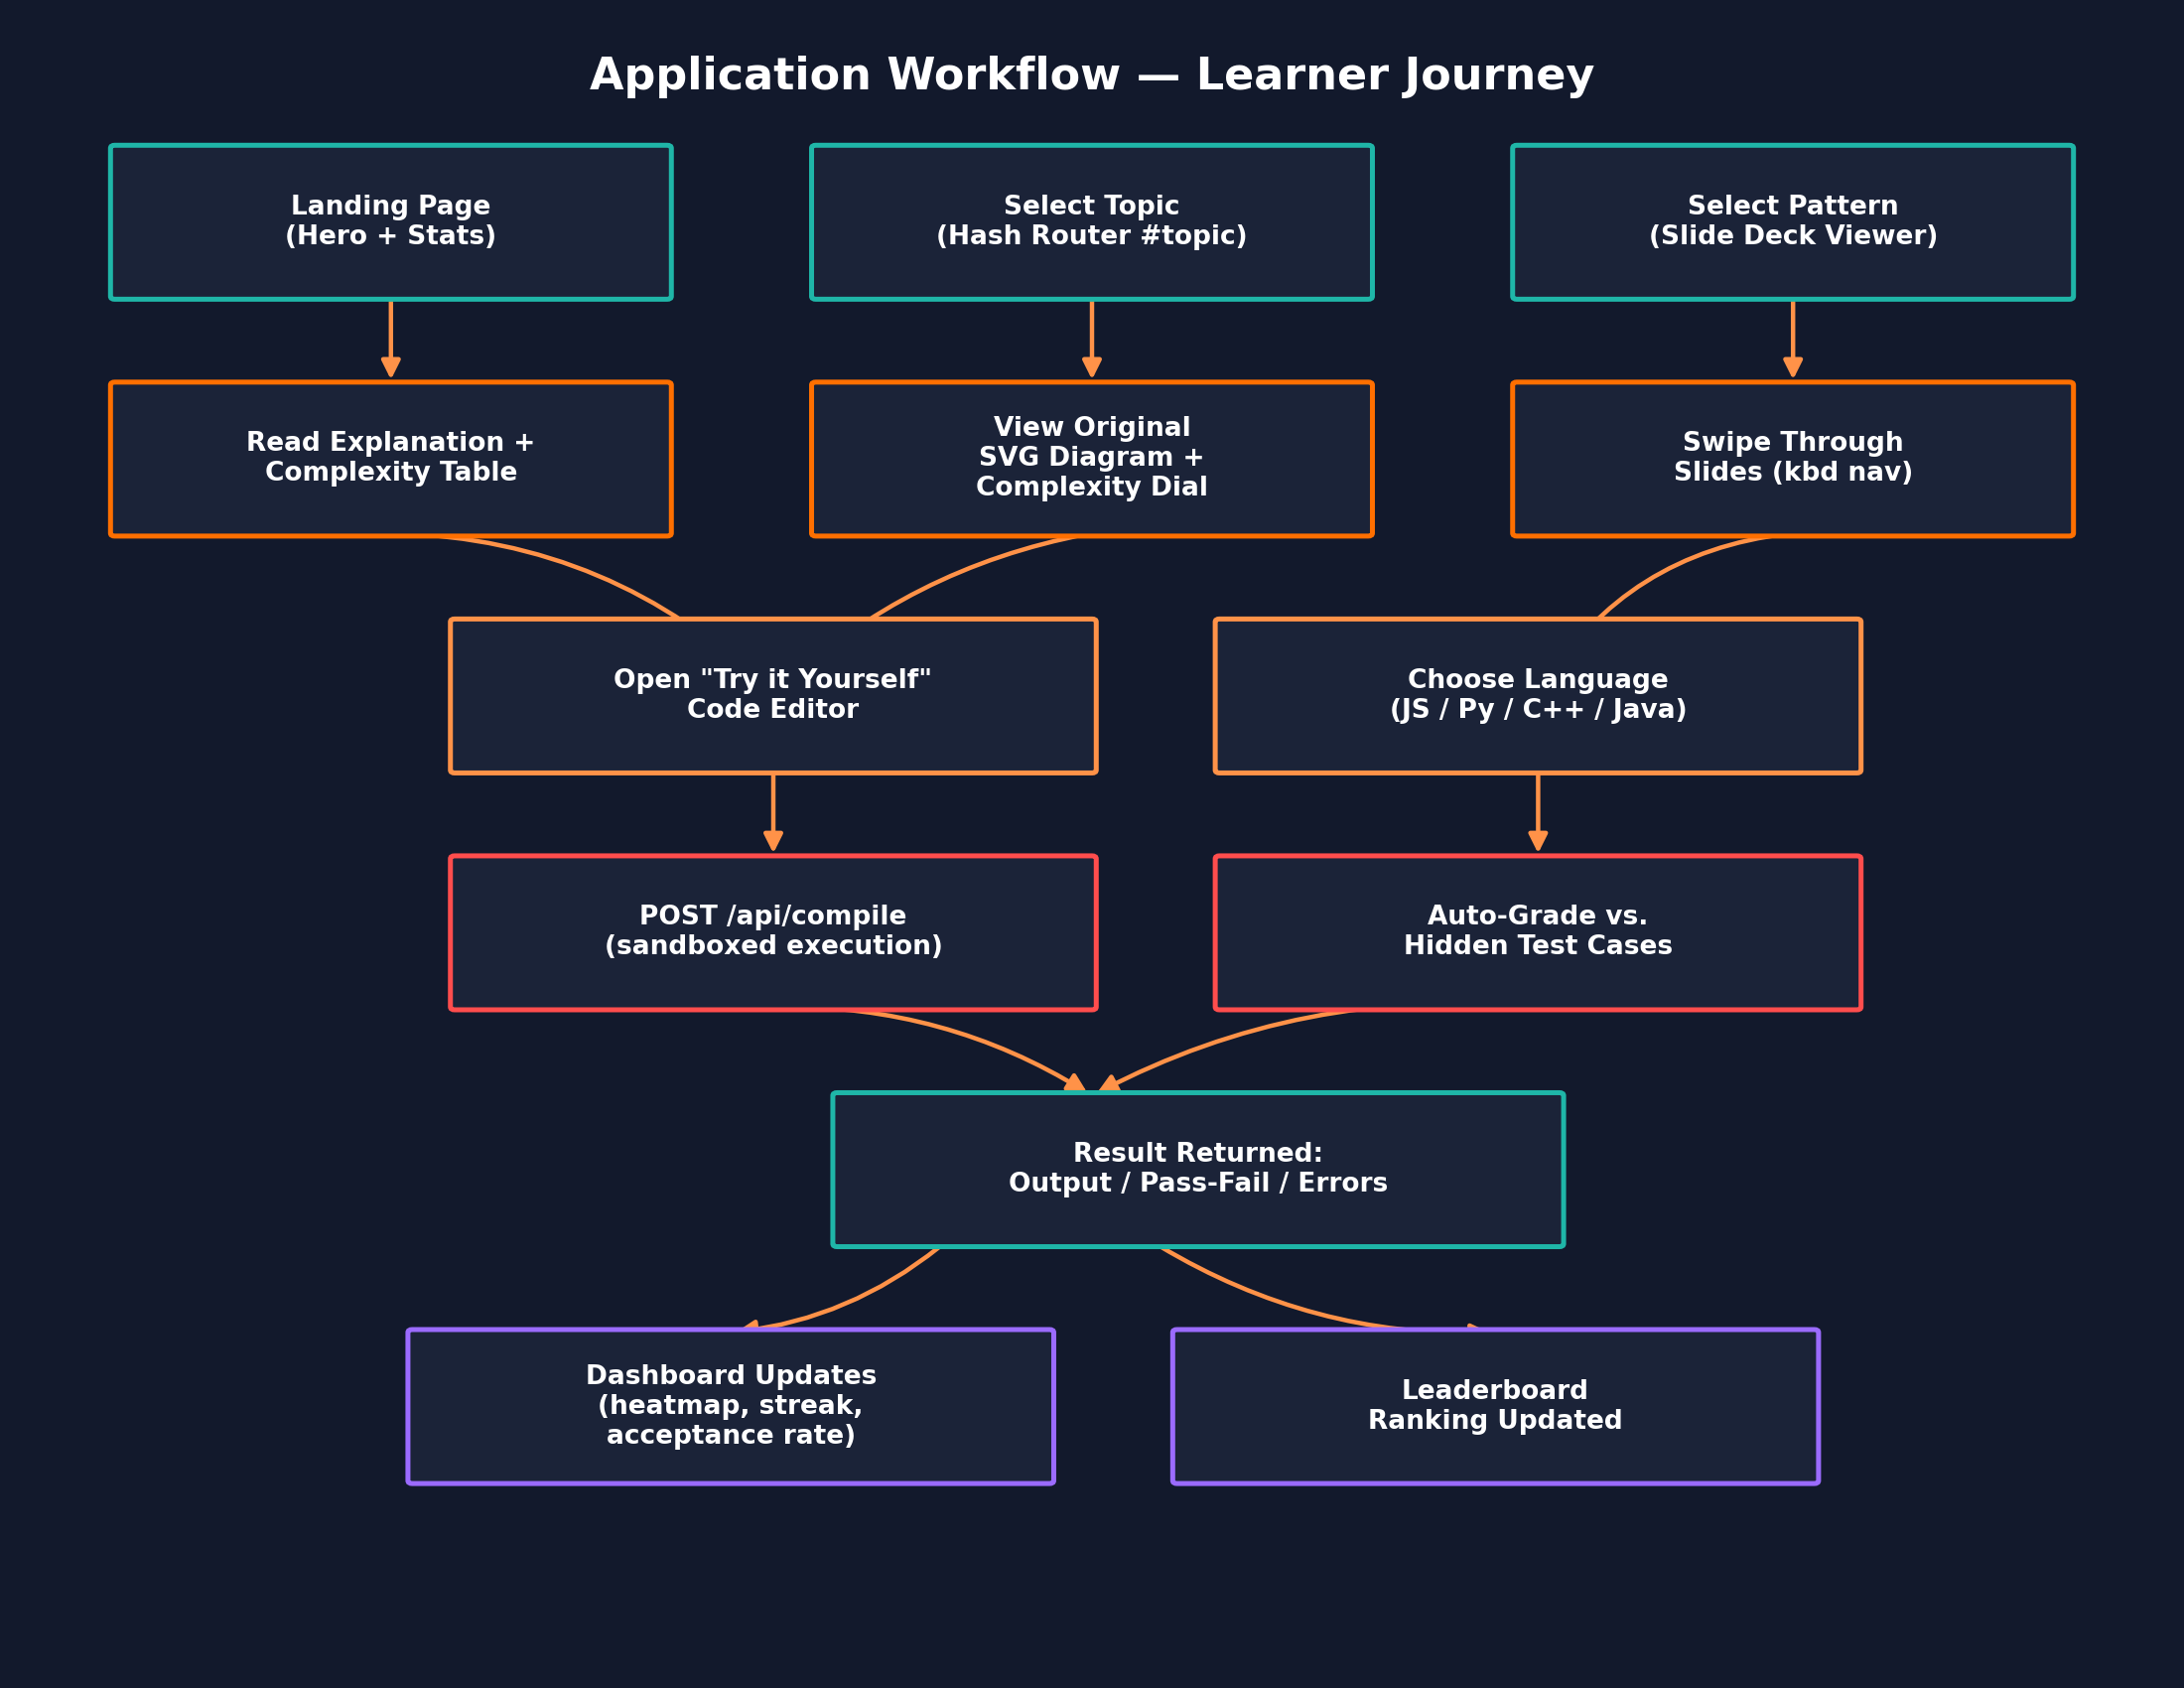 Application Workflow — Learner Journey
Landing Page
(Hero + Stats)
Select Topic
(Hash Router #topic)
Select Pattern
(Slide Deck Viewer)
Read Explanation +
Complexity Table
View Original
SVG Diagram +
Complexity Dial
Swipe Through
Slides (kbd nav)
Open "Try it Yourself"
Code Editor
Choose Language
(JS / Py / C++ / Java)
POST /api/compile
(sandboxed execution)
Auto-Grade vs.
Hidden Test Cases
Result Returned:
Output / Pass-Fail / Errors
Dashboard Updates
(heatmap, streak,
acceptance rate)
Leaderboard
Ranking Updated